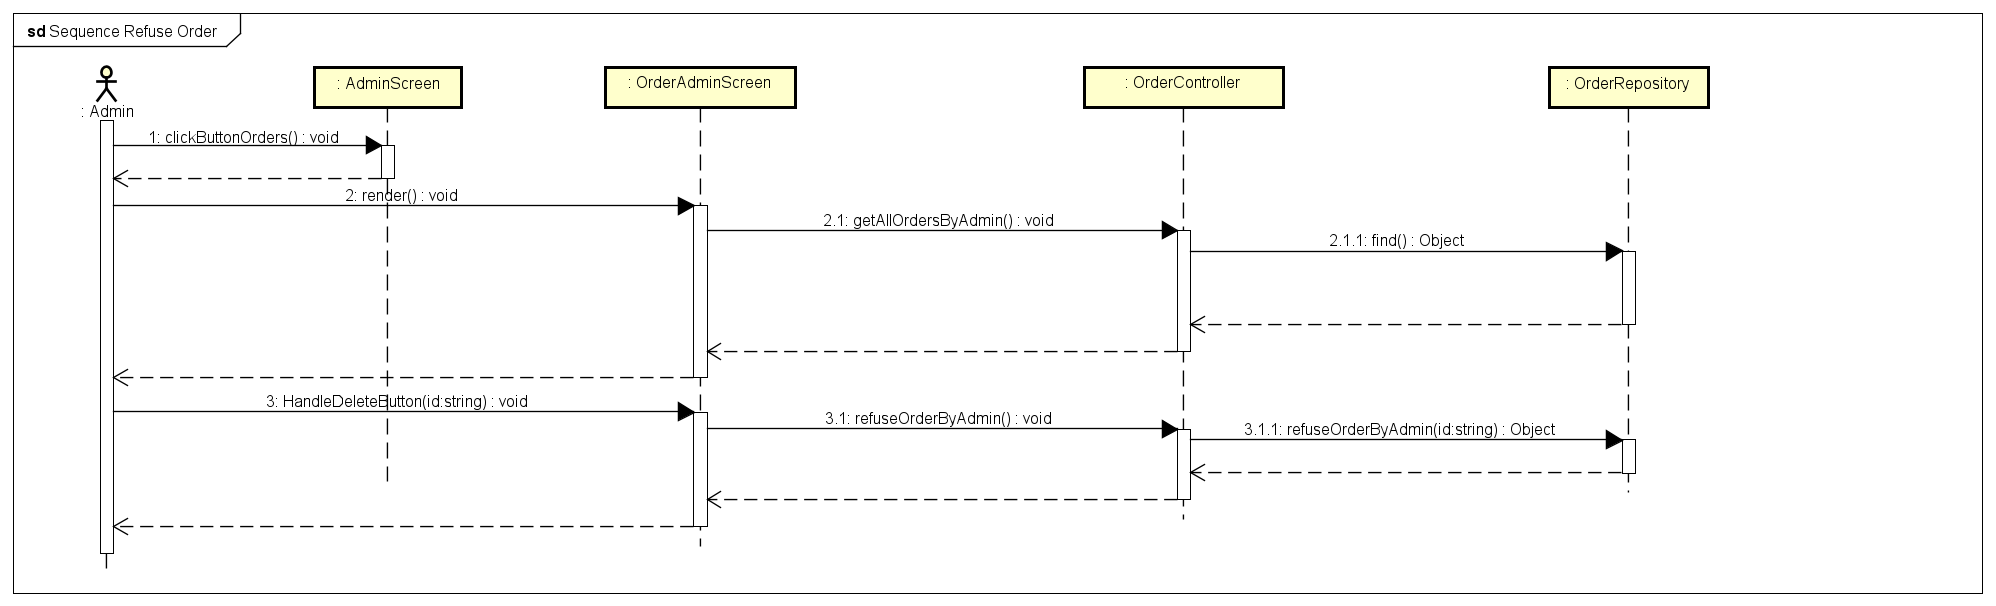 sd Sequence Refuse Order
: Admin
: AdminScreen
: OrderAdminScreen
: OrderController
: OrderRepository
1: clickButtonOrders() : void
2: render() : void
2.1: getAllOrdersByAdmin() : void
2.1.1: find() : Object
3: HandleDeleteButton(id:string) : void
3.1: refuseOrderByAdmin() : void
3.1.1: refuseOrderByAdmin(id:string) : Object